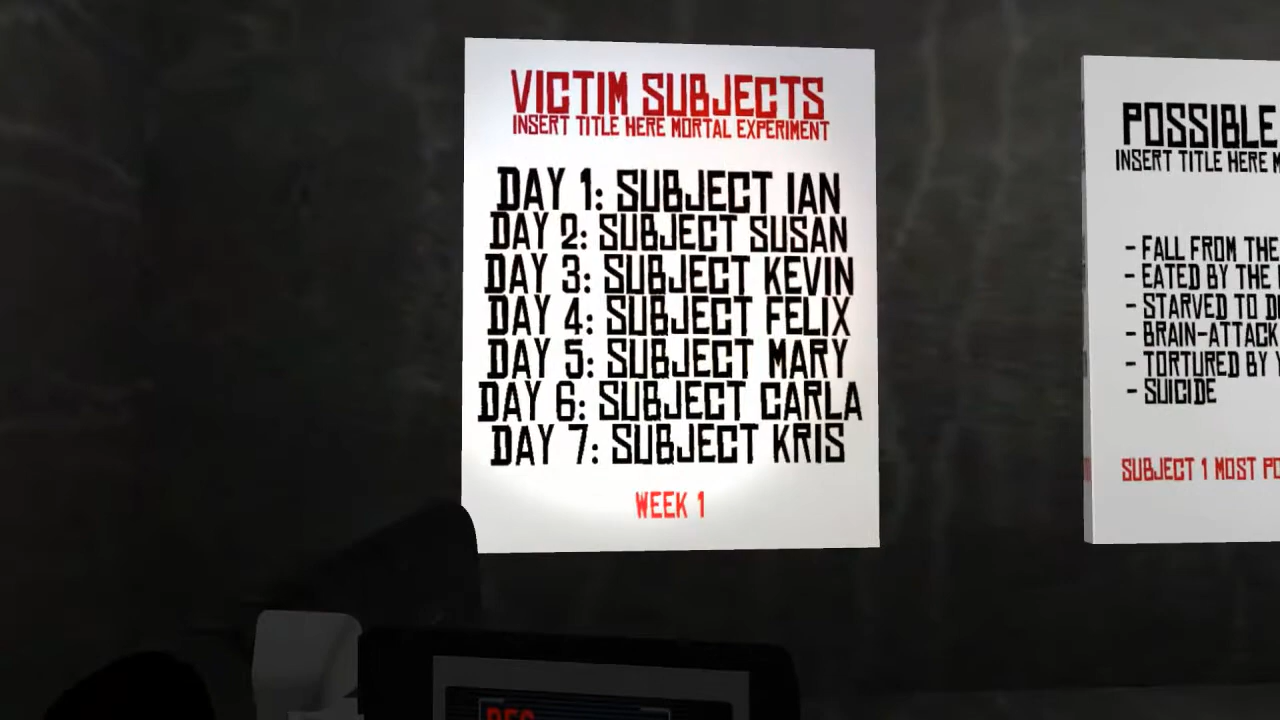 VICTIM SUBJECTS
INSERT TITLE HERE MORTAL EXPERIMENT
DAY 1: SUBJECT IAN
DAY 2: SUBJECT SUSAN
DAY 3: SUBJECT KEVIN
DAY 4: SUBJECT FELIX
DAY 5: SUBJECT MARY
DAY 6: SUBJECT CARLA
DAY 7: SUBJECT KRIS
WEEK 1
POSSIBLE
INSERT TITLE HERE
- FALL FROM THE
- EATED BY THE
- STARVED TO
- BRAIN-ATTACK
- TORTURED BY
- SUICIDE
SUBJECT 1 MOST